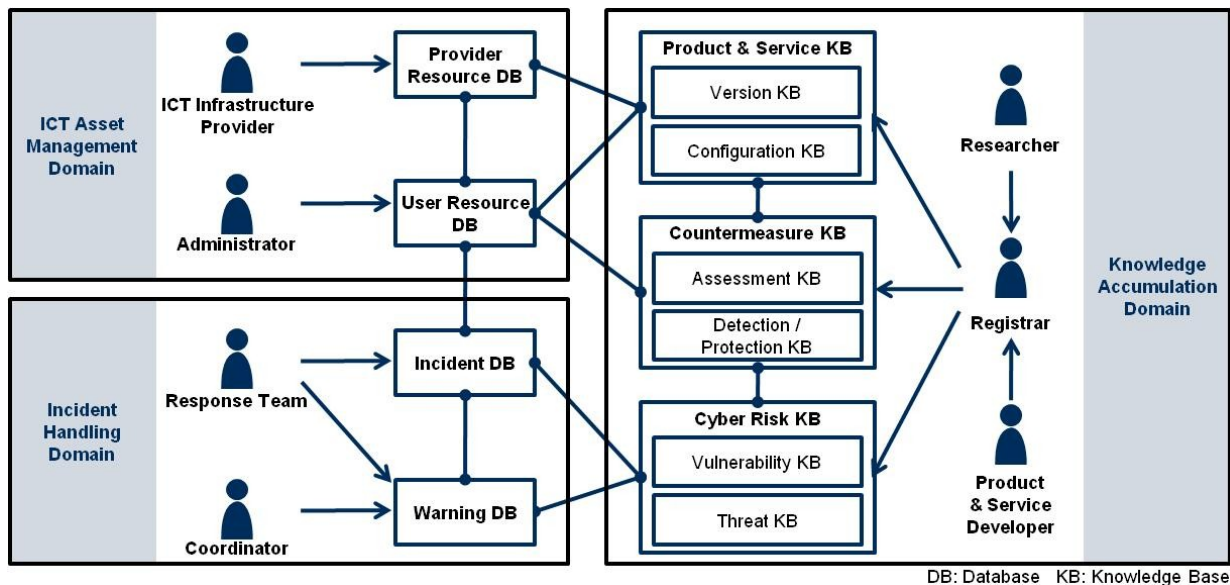 ICT Asset
Management
Domain
ICT Infrastructure
Provider
Administrator
Provider
Resource DB
User Resource
DB
Incident
Handling
Domain
Response Team
Coordinator
Incident DB
Warning DB
Product & Service KB
Version KB
Configuration KB
Countermeasure KB
Assessment KB
Detection /
Protection KB
Cyber Risk KB
Vulnerability KB
Threat KB
Researcher
Registrar
Product
& Service
Developer
Knowledge
Accumulation
Domain
DB: Database   KB: Knowledge Base